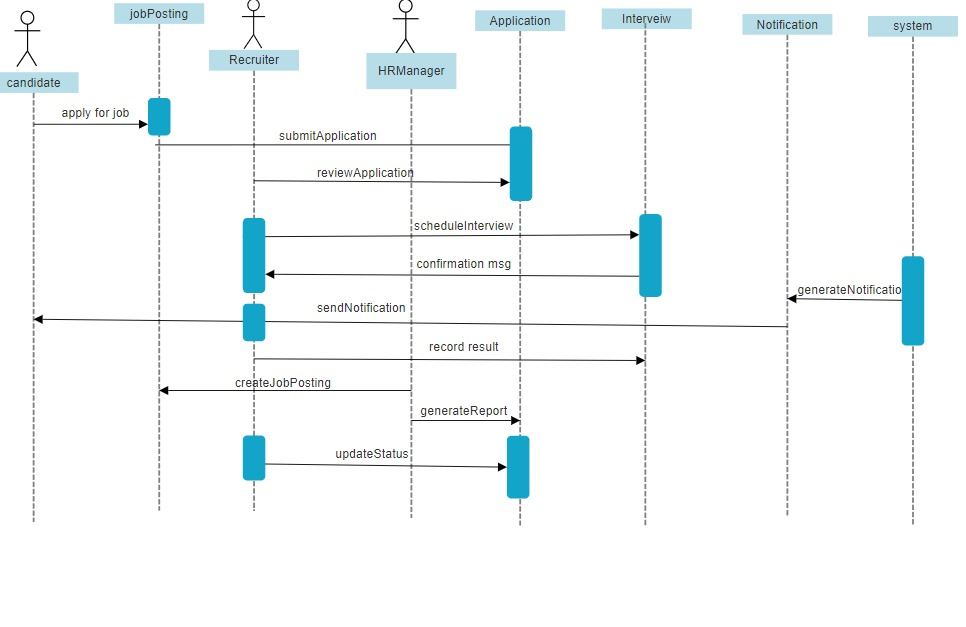 jobPosting
Application
Interveiw
Notification
system
Recruiter
HRManager
candidate
apply for job
submitApplication
reviewApplication
scheduleInterview
confirmation msg
generateNotificatio
sendNotification
record result
createJobPosting
generateReport
updateStatus